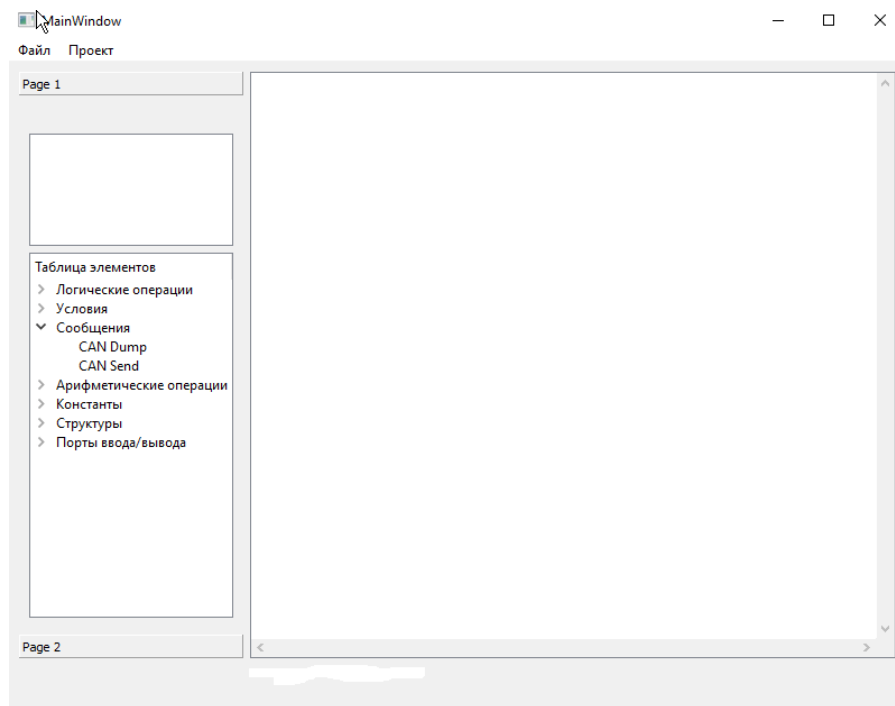 MainWindow
Файл Проект
Page 1
Таблица элементов
Логические операции
Условия
Сообщения
CAN Dump
CAN Send
Арифметические операции
Константы
Структуры
Порты ввода/вывода
Page 2